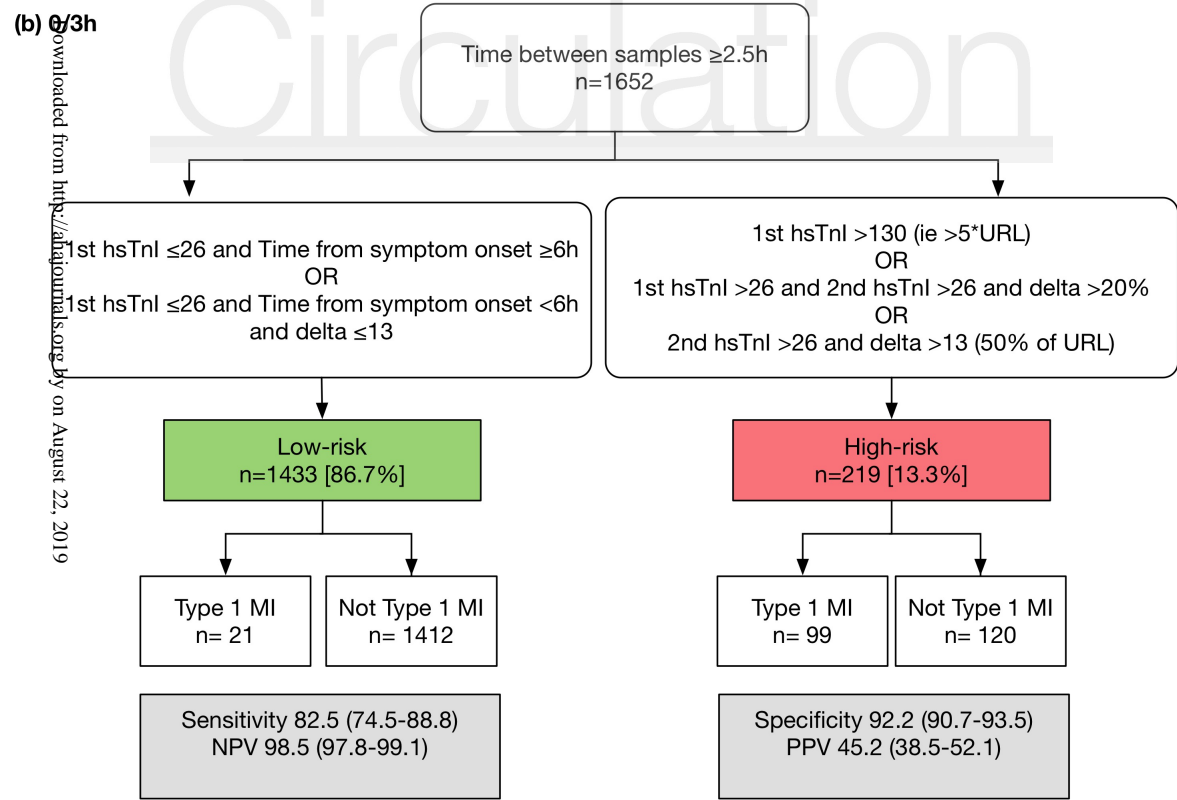 (b) 0/3h
Circulation
Downloaded from http://ahajournals.org by on August 22, 2019
Time between samples ≥2.5h
n=1652
1st hsTnI ≤26 and Time from symptom onset ≥6h
OR
1st hsTnI ≤26 and Time from symptom onset <6h
and delta ≤13
1st hsTnI >130 (ie >5*URL)
OR
1st hsTnI >26 and 2nd hsTnI >26 and delta >20%
OR
2nd hsTnI >26 and delta >13 (50% of URL)
Low-risk
n=1433 [86.7%]
High-risk
n=219 [13.3%]
Type 1 MI
n= 21
Not Type 1 MI
n= 1412
Type 1 MI
n= 99
Not Type 1 MI
n= 120
Sensitivity 82.5 (74.5-88.8)
NPV 98.5 (97.8-99.1)
Specificity 92.2 (90.7-93.5)
PPV 45.2 (38.5-52.1)